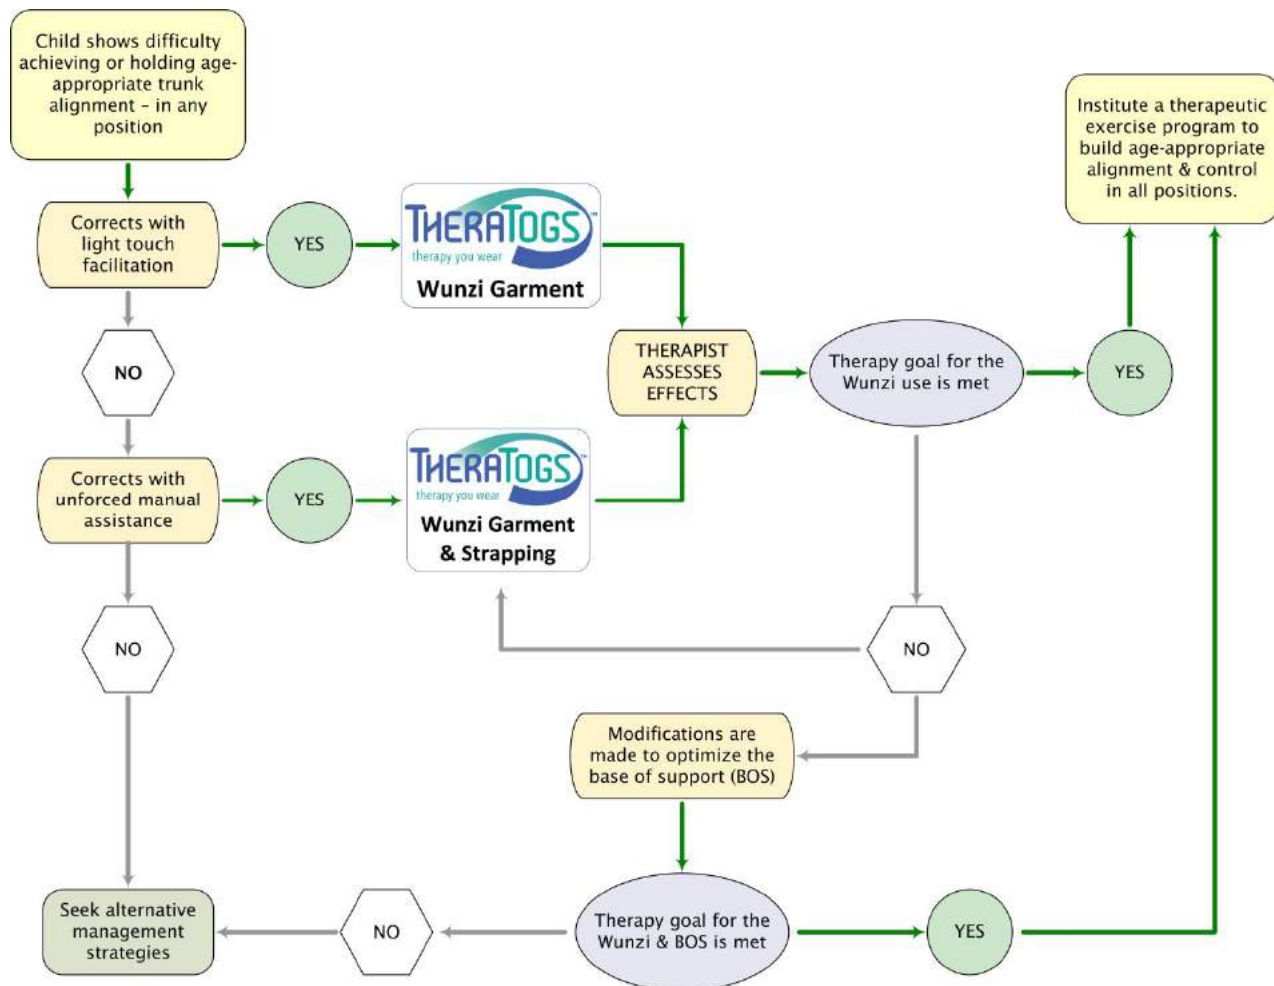 Child shows difficulty
achieving or holding age-
appropriate trunk
alignment – in any
position
Institute a therapeutic
exercise program to
build age-appropriate
alignment & control
in all positions.
Corrects with
light touch
facilitation
YES
THERATOGS™
therapy you wear
Wunzi Garment
NO
THERAPIST
ASSESSES
EFFECTS
Therapy goal for the
Wunzi use is met
YES
Corrects with
unforced manual
assistance
YES
THERATOGS™
therapy you wear
Wunzi Garment
& Strapping
NO
NO
Modifications are
made to optimize the
base of support (BOS)
Seek alternative
management
strategies
NO
Therapy goal for the
Wunzi & BOS is met
YES